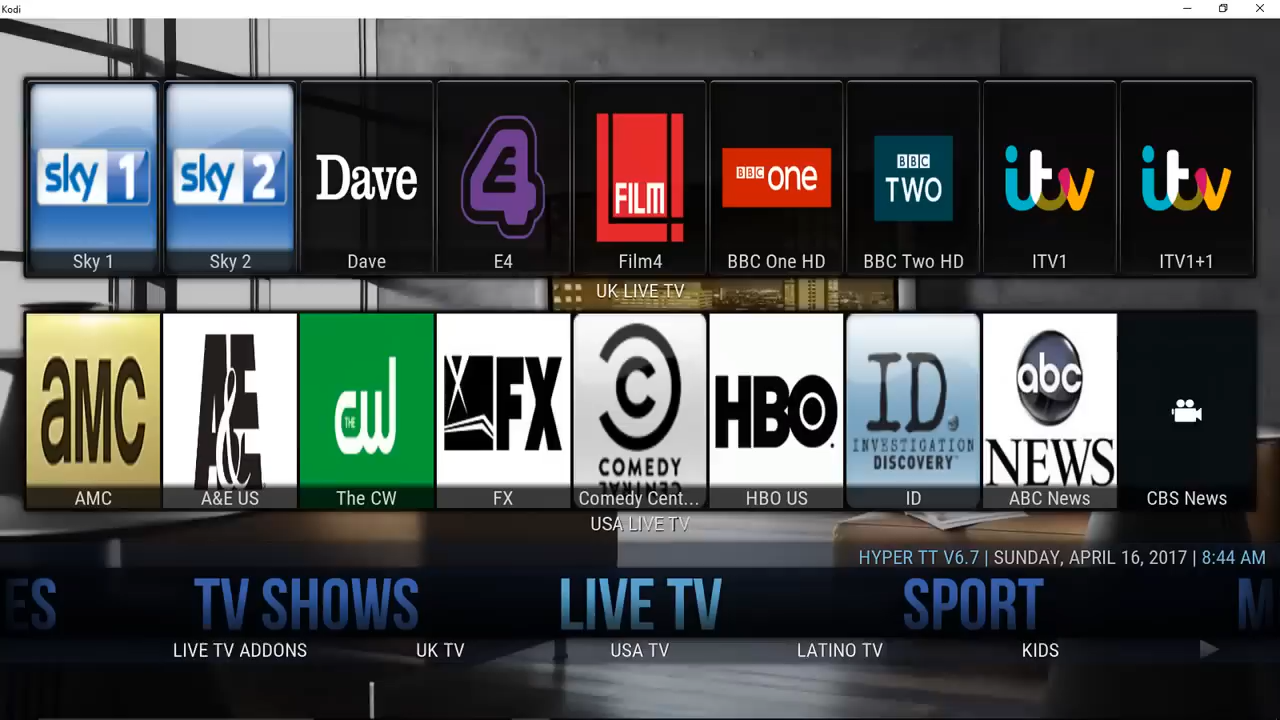 Kodi
sky 1
sky 2
Dave
E4
FILM
BBC one
BBC TWO
itv
itv
Sky 1
Sky 2
Dave
E4
Film4
BBC One HD
BBC Two HD
ITV1
ITV1+1
UK LIVE TV
aMC
A&E
THE CW
FX
COMEDY CENTRAL
HBO
ID.
INVESTIGATION
DISCOVERY
abc
NEWS
AMC
A&E US
The CW
FX
Comedy Cent...
HBO US
ID
ABC News
CBS News
USA LIVE TV
HYPER TT V6.7 | SUNDAY, APRIL 16, 2017 | 8:44 AM
ES TV SHOWS LIVE TV SPORT M
LIVE TV ADDONS UK TV USA TV LATINO TV KIDS